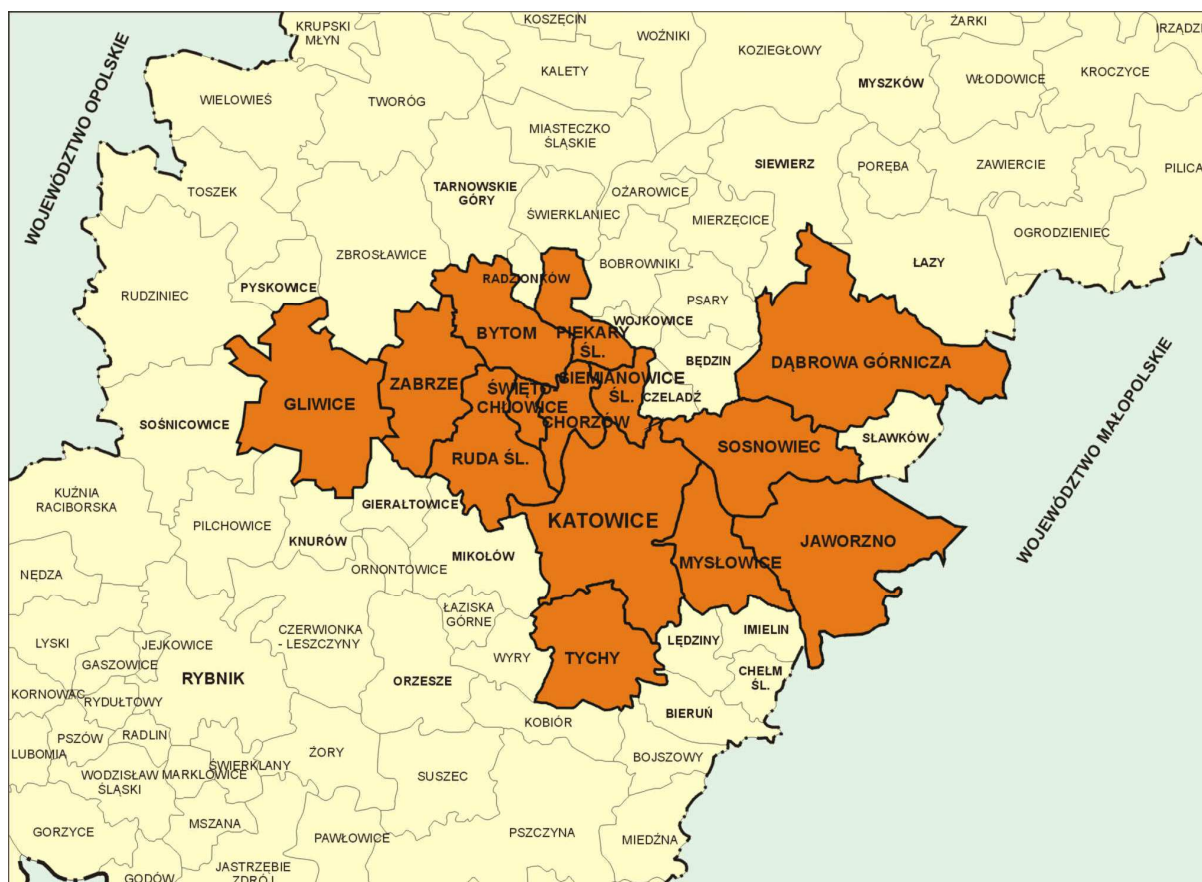 KRUPSKI
MŁYN
KOSZĘCIN
WOŹNIKI
KOZIEGŁOWY
ŻARKI
IRZĄDZE
WIELOWIEŚ
TWORÓG
KALETY
MYSZKÓW
WŁODOWICE
KROCZYCE
WOJEWÓDZTWO OPOLSKIE
MIASTECZKO
ŚLĄSKIE
SIEWIERZ
PORĘBA
ZAWIERCIE
PILICA
TOSZEK
TARNOWSKIE
GÓRY
ŚWIERKLANIEC
OŻAROWICE
MIERZĘCICE
OGRODZIENIEC
ZBROSŁAWICE
BOBROWNIKI
ŁAZY
RUDZINIEC
PYSKOWICE
RADZIONKÓW
PSARY
WOJKOWICE
BYTOM
PIEKARY
ŚL.
BĘDZIN
DĄBROWA GÓRNICZA
WOJEWÓDZTWO MAŁOPOLSKIE
GLIWICE
ZABRZE
ŚWIĘTO-
CHŁOWICE
SIEMIANOWICE
ŚL.
CZELADŹ
SOŚNICOWICE
CHORZÓW
SOSNOWIEC
SLAWKÓW
RUDA ŚL.
KUŹNIA
RACIBORSKA
PILCHOWICE
GIERAŁTOWICE
KATOWICE
JAWORZNO
KNURÓW
MIKOŁÓW
MYSŁOWICE
NĘDZA
ORNONTOWICE
ŁAZISKA
GÓRNE
LYSKI
JEJKOWICE
CZERWIONKA
- LESZCZYNY
WYRY
TYCHY
LĘDZINY
IMIELIN
GASZOWICE
RYBNIK
ORZESZE
CHEŁM
ŚL.
KORNOWAC
RYDUŁTOWY
KOBIÓR
BIERUŃ
LUBOMIA
PSZÓW
RADLIN
ŻORY
BOJSZOWY
ŚWIERKLANY
WODZISŁAW
ŚLĄSKI
MARKLOWICE
SUSZEC
GORZYCE
MSZANA
PAWŁOWICE
PSZCZYNA
MIEDŹNA
GODÓW
JASTRZĘBIE
ZDRÓJ